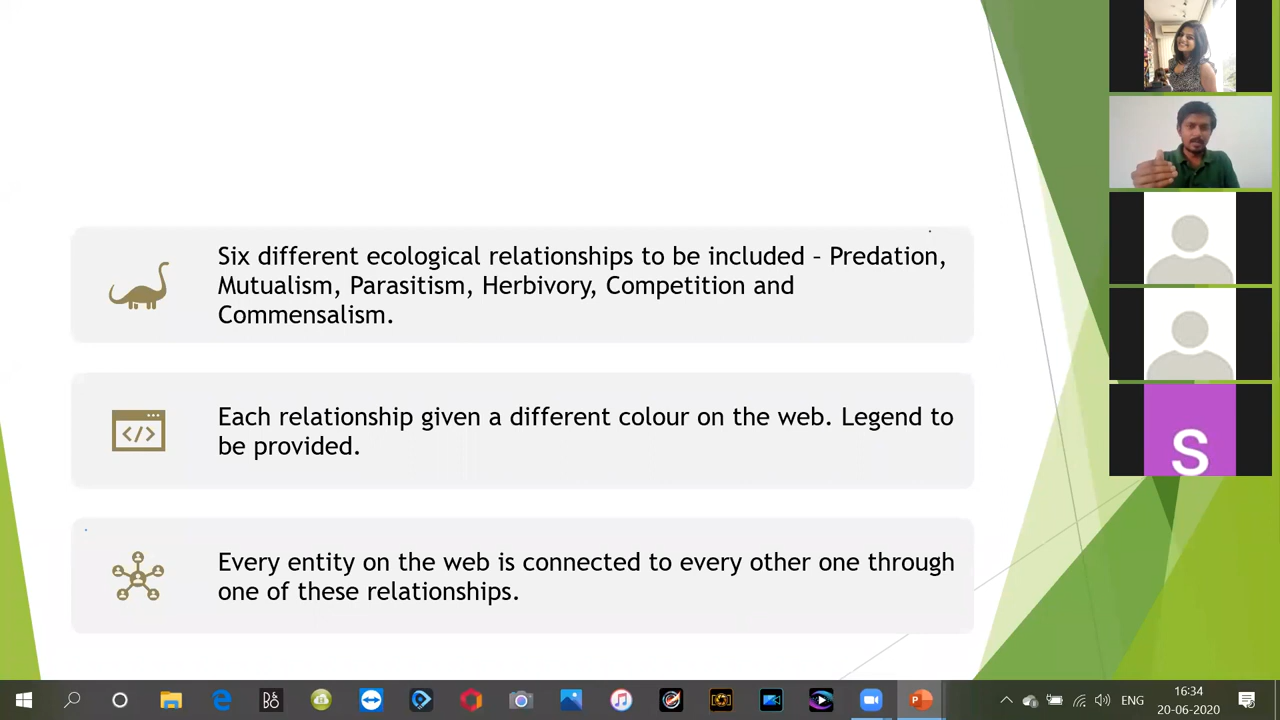 Six different ecological relationships to be included – Predation,
Mutualism, Parasitism, Herbivory, Competition and
Commensalism.
</>
Each relationship given a different colour on the web. Legend to
be provided.
Every entity on the web is connected to every other one through
one of these relationships.
S
B&O
BO
ENG
16:34
20-06-2020
3